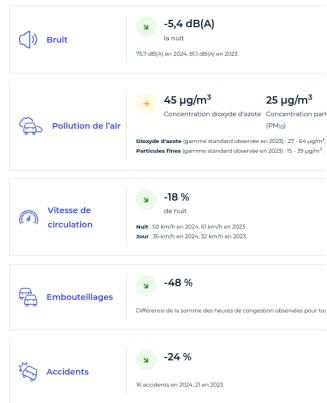 Bruit
-5,4 dB(A)
la nuit
75,7 dB(A) en 2024, 81,1 dB(A) en 2023.
Pollution de l'air
45 µg/m³
Concentration dioxyde d'azote
25 µg/m³
Concentration part
(PM₁₀)
Dioxyde d'azote (gamme standard observée en 2023) : 27 - 64 µg/m³.
Particules fines (gamme standard observée en 2023) : 15 - 39 µg/m³.
Vitesse de
circulation
-18 %
de nuit
Nuit : 50 km/h en 2024, 61 km/h en 2023
Jour : 35 km/h en 2024, 32 km/h en 2023.
Embouteillages
-48 %
Différence de la somme des heures de congestion observées pour tou
Accidents
-24 %
16 accidents en 2024, 21 en 2023.